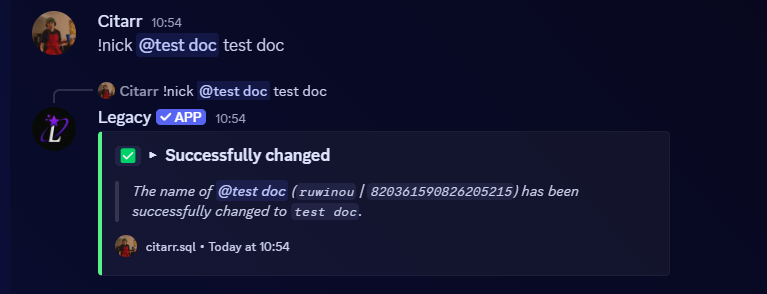 Citarr 10:54
!nick @test doc test doc
Citarr !nick @test doc test doc
Legacy ✓ APP 10:54
✅ ► Successfully changed
The name of @test doc (ruwinou | 820361590826205215) has been
successfully changed to test doc.
citarr.sql • Today at 10:54